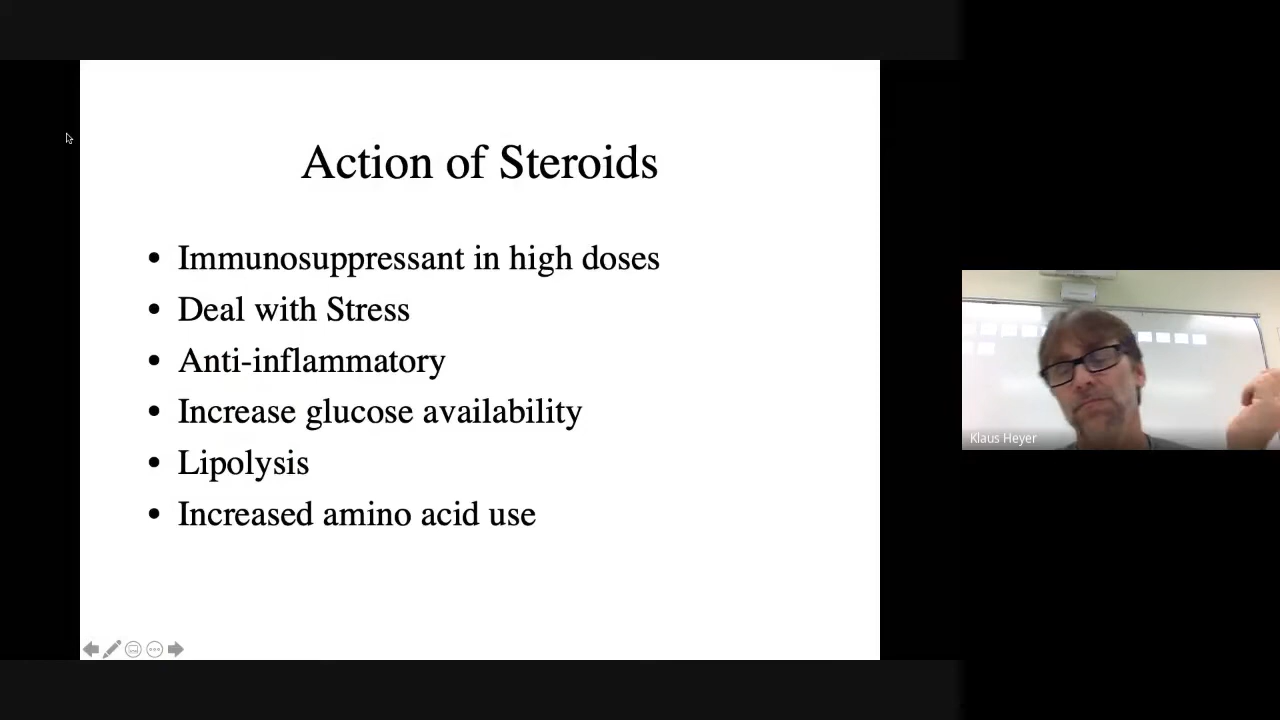 Action of Steroids
• Immunosuppressant in high doses
• Deal with Stress
• Anti-inflammatory
• Increase glucose availability
• Lipolysis
• Increased amino acid use
Klaus Heyer